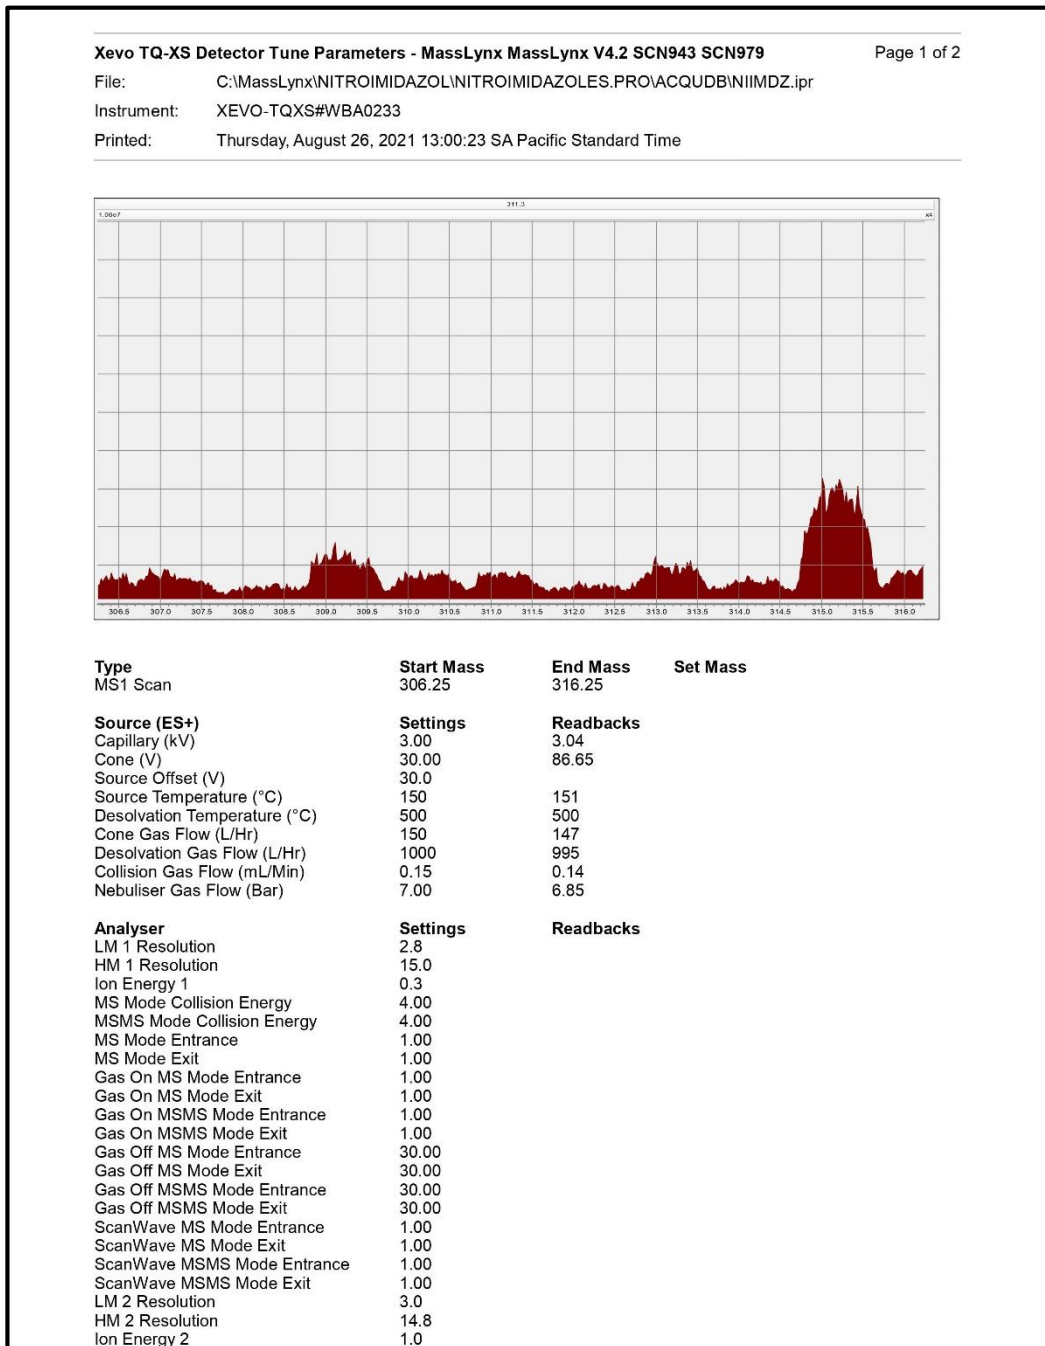 Xevo TQ-XS Detector Tune Parameters - MassLynx MassLynx V4.2 SCN943 SCN979 Page 1 of 2
File: C:\MassLynx\NITROIMIDAZOL\NITROIMIDAZOLES.PRO\ACQUDB\NIIMDZ.ipr
Instrument: XEVO-TQXS#WBA0233
Printed: Thursday, August 26, 2021 13:00:23 SA Pacific Standard Time
311.3
1.06e7 x4
306.5 307.0 307.5 308.0 308.5 309.0 309.5 310.0 310.5 311.0 311.5 312.0 312.5 313.0 313.5 314.0 314.5 315.0 315.5 316.0
Type Start Mass End Mass Set Mass
MS1 Scan 306.25 316.25
Source (ES+) Settings Readbacks
Capillary (kV) 3.00 3.04
Cone (V) 30.00 86.65
Source Offset (V) 30.0
Source Temperature (°C) 150 151
Desolvation Temperature (°C) 500 500
Cone Gas Flow (L/Hr) 150 147
Desolvation Gas Flow (L/Hr) 1000 995
Collision Gas Flow (mL/Min) 0.15 0.14
Nebuliser Gas Flow (Bar) 7.00 6.85
Analyser Settings Readbacks
LM 1 Resolution 2.8
HM 1 Resolution 15.0
Ion Energy 1 0.3
MS Mode Collision Energy 4.00
MSMS Mode Collision Energy 4.00
MS Mode Entrance 1.00
MS Mode Exit 1.00
Gas On MS Mode Entrance 1.00
Gas On MS Mode Exit 1.00
Gas On MSMS Mode Entrance 1.00
Gas On MSMS Mode Exit 1.00
Gas Off MS Mode Entrance 30.00
Gas Off MS Mode Exit 30.00
Gas Off MSMS Mode Entrance 30.00
Gas Off MSMS Mode Exit 30.00
ScanWave MS Mode Entrance 1.00
ScanWave MS Mode Exit 1.00
ScanWave MSMS Mode Entrance 1.00
ScanWave MSMS Mode Exit 1.00
LM 2 Resolution 3.0
HM 2 Resolution 14.8
Ion Energy 2 1.0